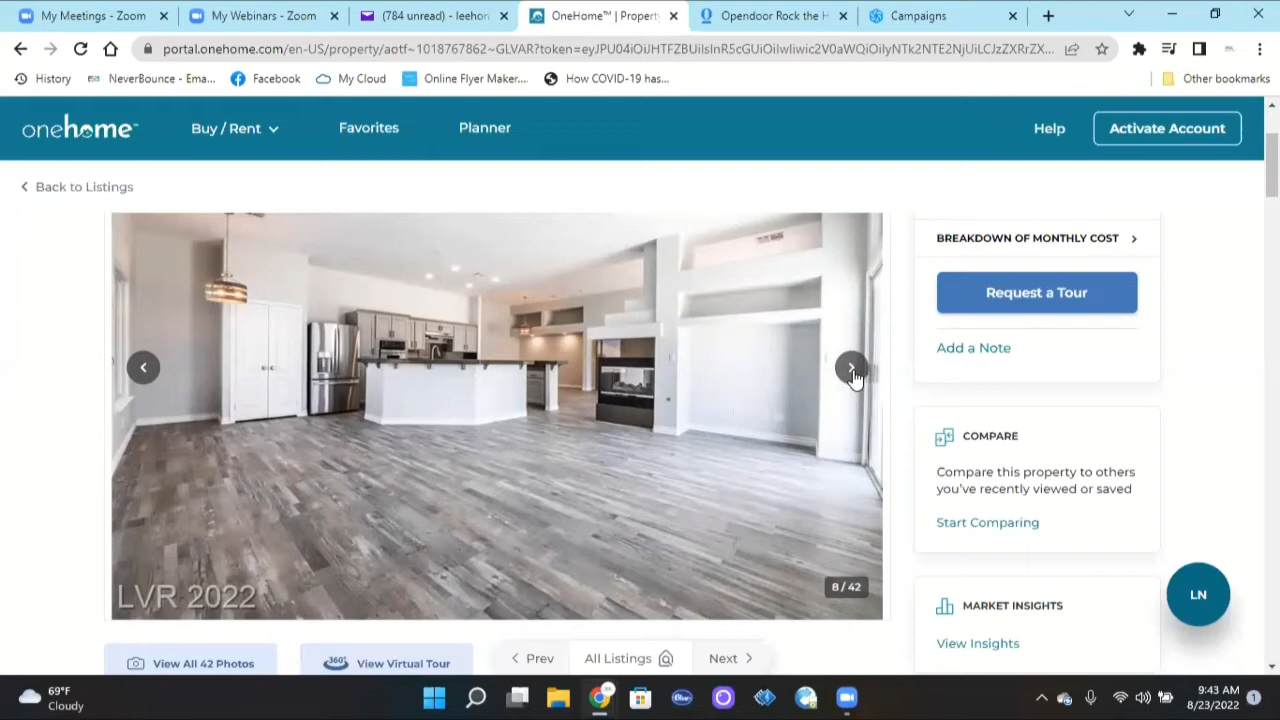 My Meetings - Zoom
My Webinars - Zoom
(784 unread) - leehor
OneHome™ | Propert
Opendoor Rock the H
Campaigns
portal.onehome.com/en-US/property/aotf~1018767862~GLVAR?token=
History
NeverBounce - Ema...
Facebook
My Cloud
Online Flyer Maker....
How COVID-19 has...
Other bookmarks
onehome™
Buy / Rent
Favorites
Planner
Help
Activate Account
Back to Listings
BREAKDOWN OF MONTHLY COST
Request a Tour
Add a Note
COMPARE
Compare this property to others
you've recently viewed or saved
Start Comparing
LVR 2022
8 / 42
MARKET INSIGHTS
View Insights
LN
View All 42 Photos
360°
View Virtual Tour
Prev
All Listings
Next
69°F
Cloudy
9:43 AM
8/23/2022
1